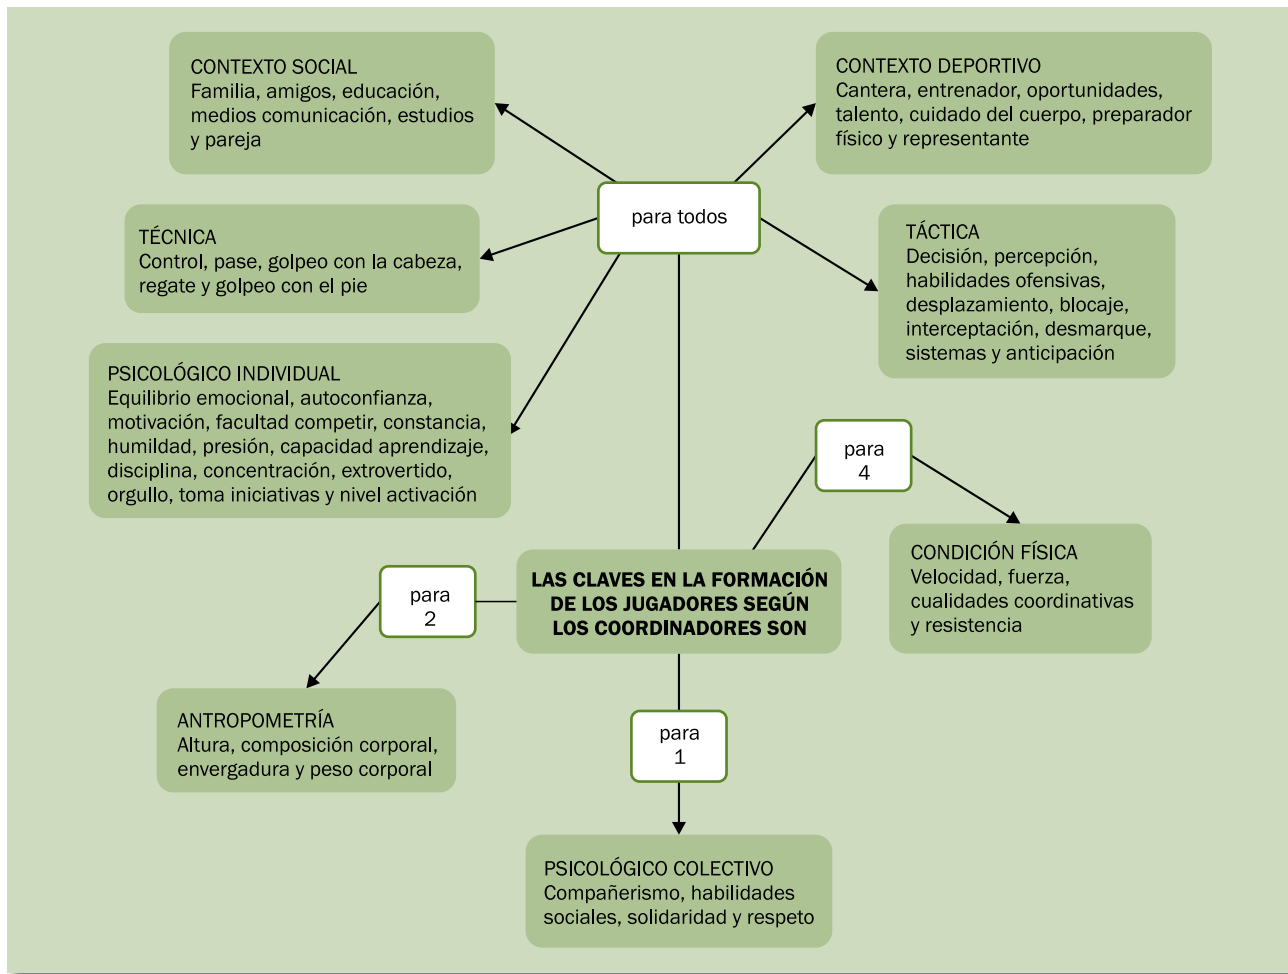 CONTEXTO SOCIAL
Familia, amigos, educación,
medios comunicación, estudios
y pareja
CONTEXTO DEPORTIVO
Cantera, entrenador, oportunidades,
talento, cuidado del cuerpo, preparador
físico y representante
para todos
TÉCNICA
Control, pase, golpeo con la cabeza,
regate y golpeo con el pie
TÁCTICA
Decisión, percepción,
habilidades ofensivas,
desplazamiento, blocaje,
interceptación, desmarque,
sistemas y anticipación
PSICOLÓGICO INDIVIDUAL
Equilibrio emocional, autoconfianza,
motivación, facultad competir, constancia,
humildad, presión, capacidad aprendizaje,
disciplina, concentración, extrovertido,
orgullo, toma iniciativas y nivel activación
para
4
CONDICIÓN FÍSICA
Velocidad, fuerza,
cualidades coordinativas
y resistencia
LAS CLAVES EN LA FORMACIÓN
DE LOS JUGADORES SEGÚN
LOS COORDINADORES SON
para
2
ANTROPOMETRÍA
Altura, composición corporal,
envergadura y peso corporal
para
1
PSICOLÓGICO COLECTIVO
Compañerismo, habilidades
sociales, solidaridad y respeto